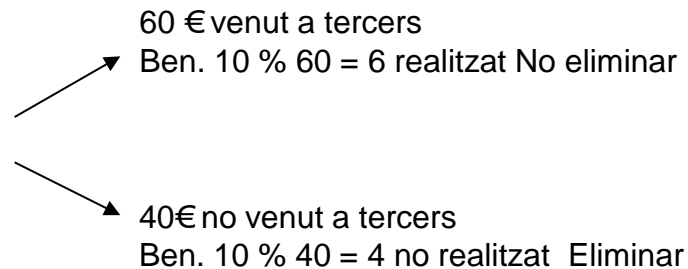 60 € venut a tercers
Ben. 10 % 60 = 6 realitzat No eliminar
40€ no venut a tercers
Ben. 10 % 40 = 4 no realitzat Eliminar